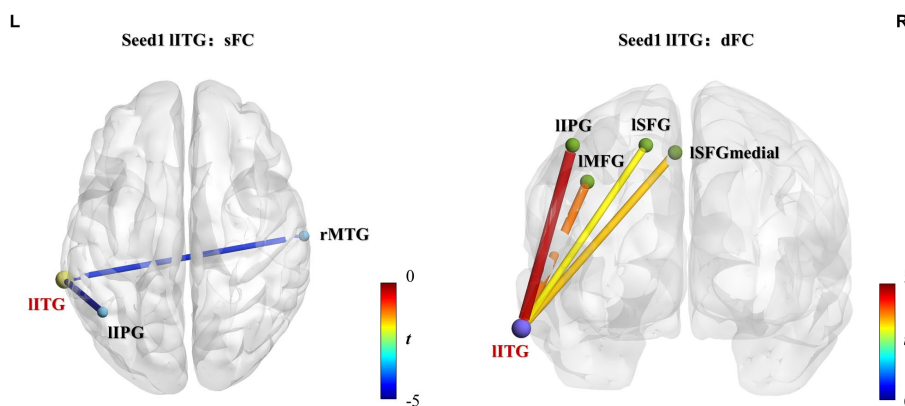 L
R
Seed1 lITG: sFC
Seed1 lITG: dFC
lIPG
lSFG
lMFG
lSFGmedial
rMTG
lITG
lIPG
lITG
0
t
-5